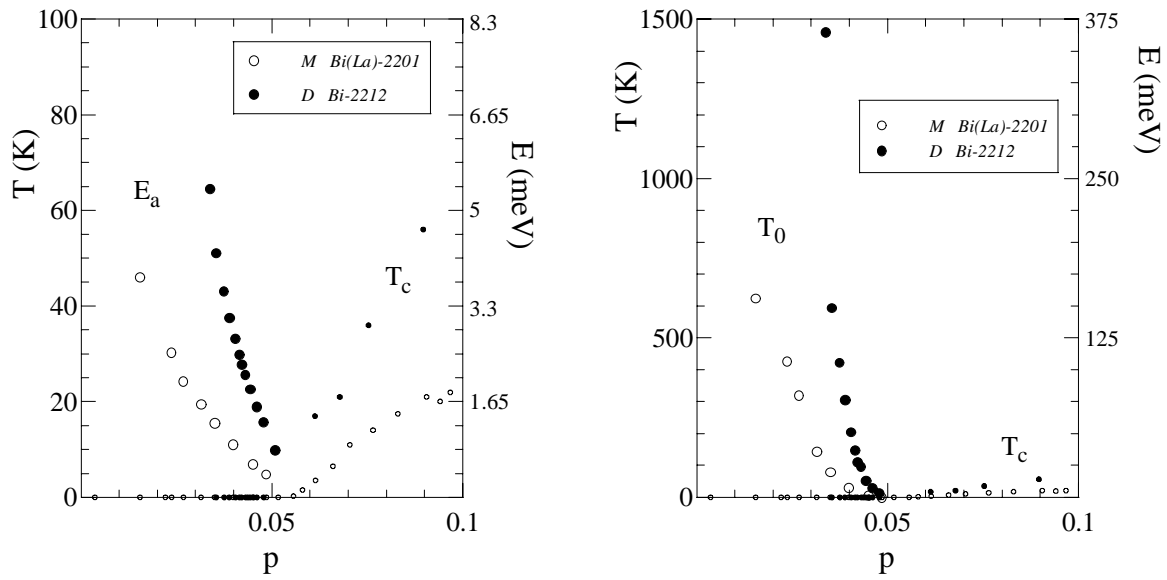 100
80
60
40
20
0
T (K)
8.3
6.65
5
3.3
1.65
E (meV)
M Bi(La)-2201
D Bi-2212
E_a
T_c
0.05
0.1
p
1500
1000
500
0
T (K)
375
250
125
E (meV)
M Bi(La)-2201
D Bi-2212
T_0
T_c
0.05
0.1
p